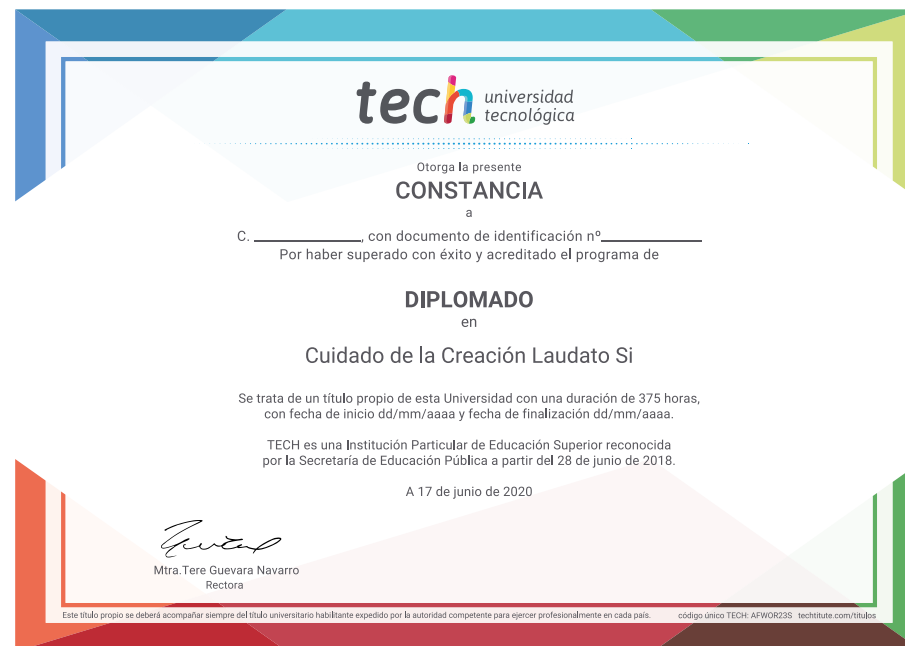 tech universidad
tecnológica
Otorga la presente
CONSTANCIA
a
C. ______________, con documento de identificación nº_____________
Por haber superado con éxito y acreditado el programa de
DIPLOMADO
en
Cuidado de la Creación Laudato Si
Se trata de un título propio de esta Universidad con una duración de 375 horas,
con fecha de inicio dd/mm/aaaa y fecha de finalización dd/mm/aaaa.
TECH es una Institución Particular de Educación Superior reconocida
por la Secretaría de Educación Pública a partir del 28 de junio de 2018.
A 17 de junio de 2020
Mtra.Tere Guevara Navarro
Rectora
Este título propio se deberá acompañar siempre del título universitario habilitante expedido por la autoridad competente para ejercer profesionalmente en cada país. código único TECH: AFWOR23S techtitute.com/titulos